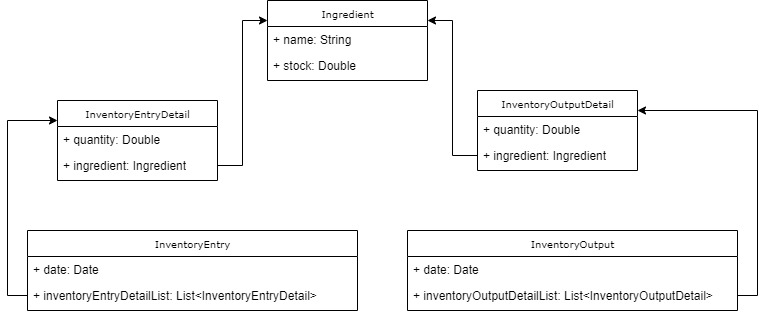 Ingredient
+ name: String
+ stock: Double
InventoryEntryDetail
+ quantity: Double
+ ingredient: Ingredient
InventoryOutputDetail
+ quantity: Double
+ ingredient: Ingredient
InventoryEntry
+ date: Date
+ inventoryEntryDetailList: List<InventoryEntryDetail>
InventoryOutput
+ date: Date
+ inventoryOutputDetailList: List<InventoryOutputDetail>